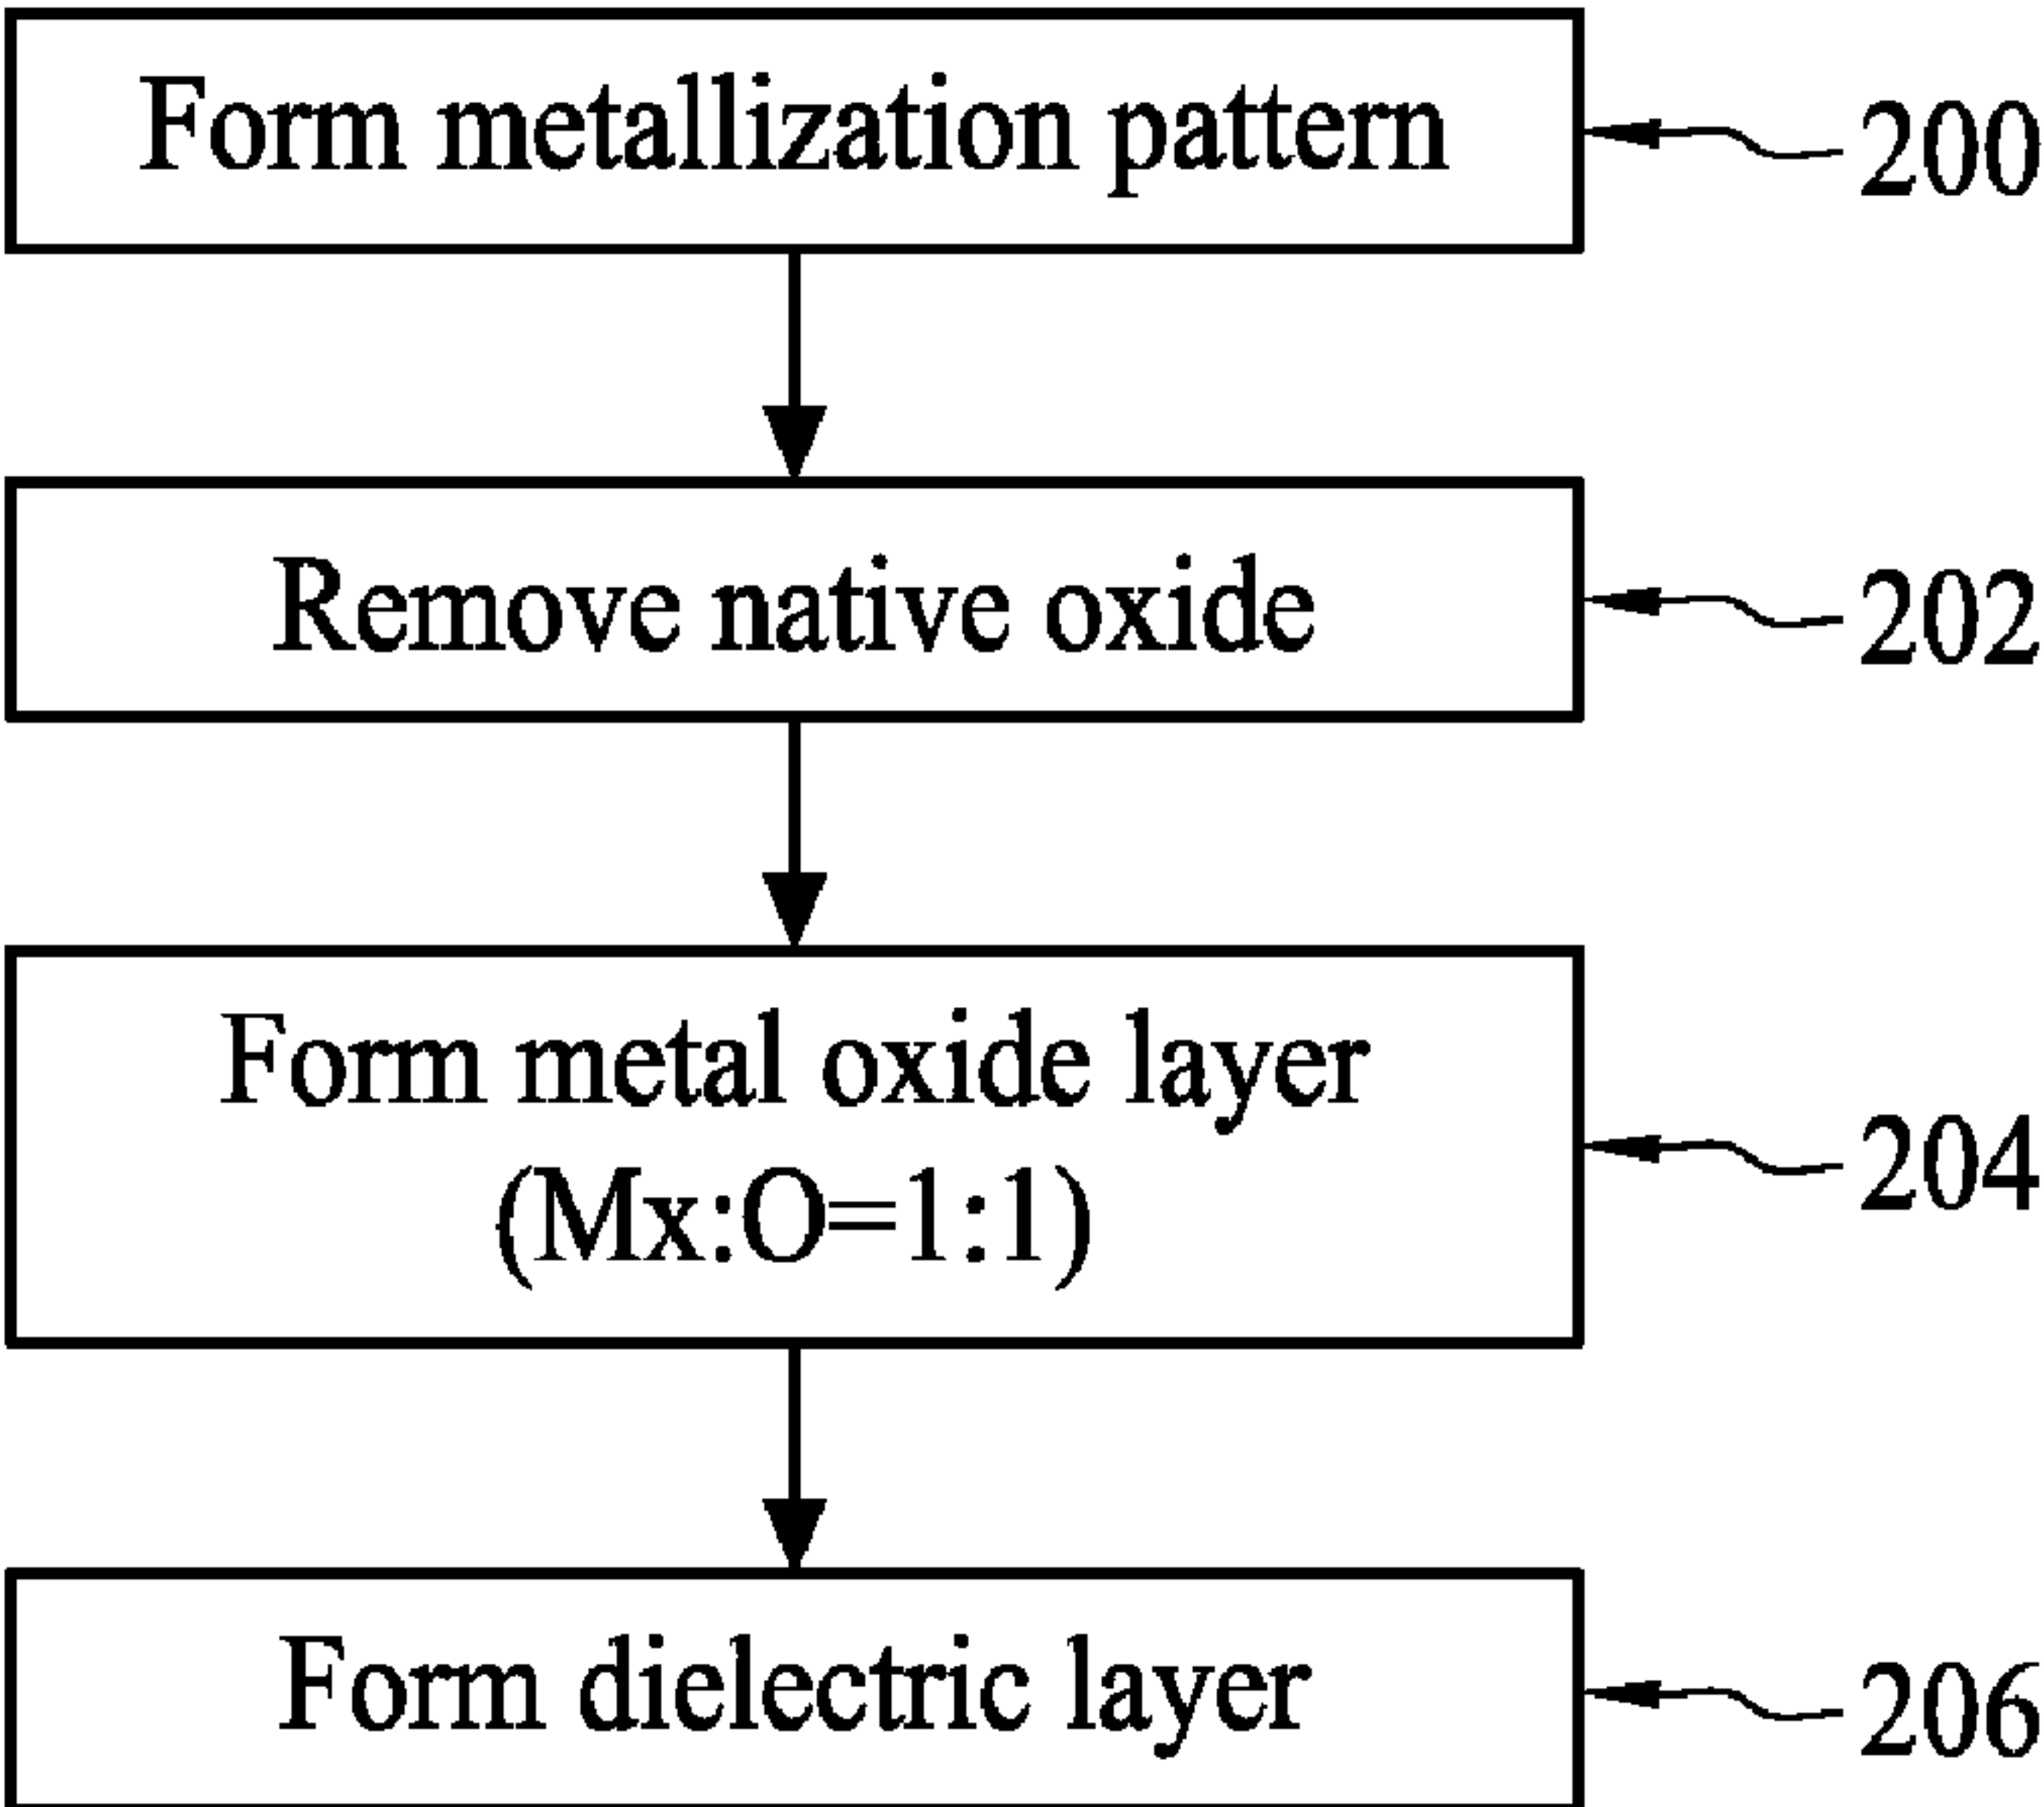 Form metallization pattern
200
Remove native oxide
202
Form metal oxide layer
(Mx:O=1:1)
204
Form dielectric layer
206